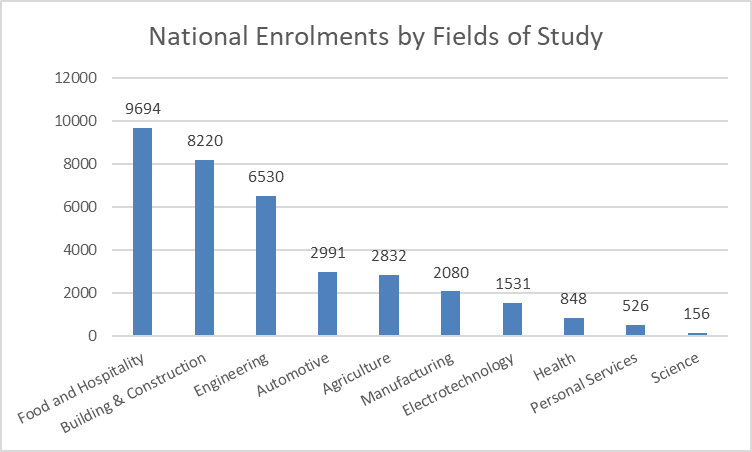 National Enrolments by Fields of Study
12000
10000
8000
6000
4000
2000
0
9694
8220
6530
2991
2832
2080
1531
848
526
156
Food and Hospitality
Building & Construction
Engineering
Automotive
Agriculture
Manufacturing
Electrotechnology
Health
Personal Services
Science